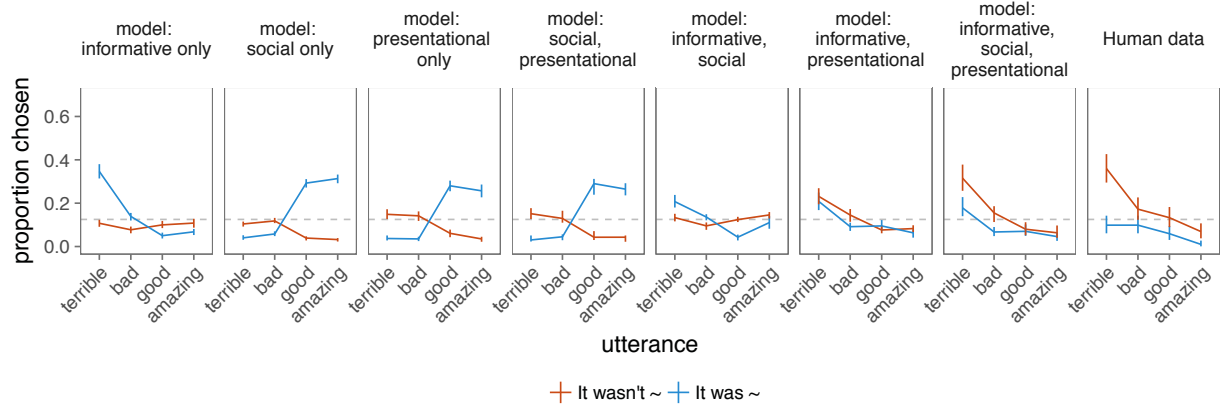 model:
informative only
model:
social only
model:
presentational
only
model:
social,
presentational
model:
informative,
social
model:
informative,
presentational
model:
informative,
social,
presentational
Human data
proportion chosen
0.6
0.4
0.2
0.0
terrible bad good amazing terrible bad good amazing terrible bad good amazing terrible bad good amazing terrible bad good amazing terrible bad good amazing terrible bad good amazing terrible bad good amazing
utterance
It wasn't ~ It was ~